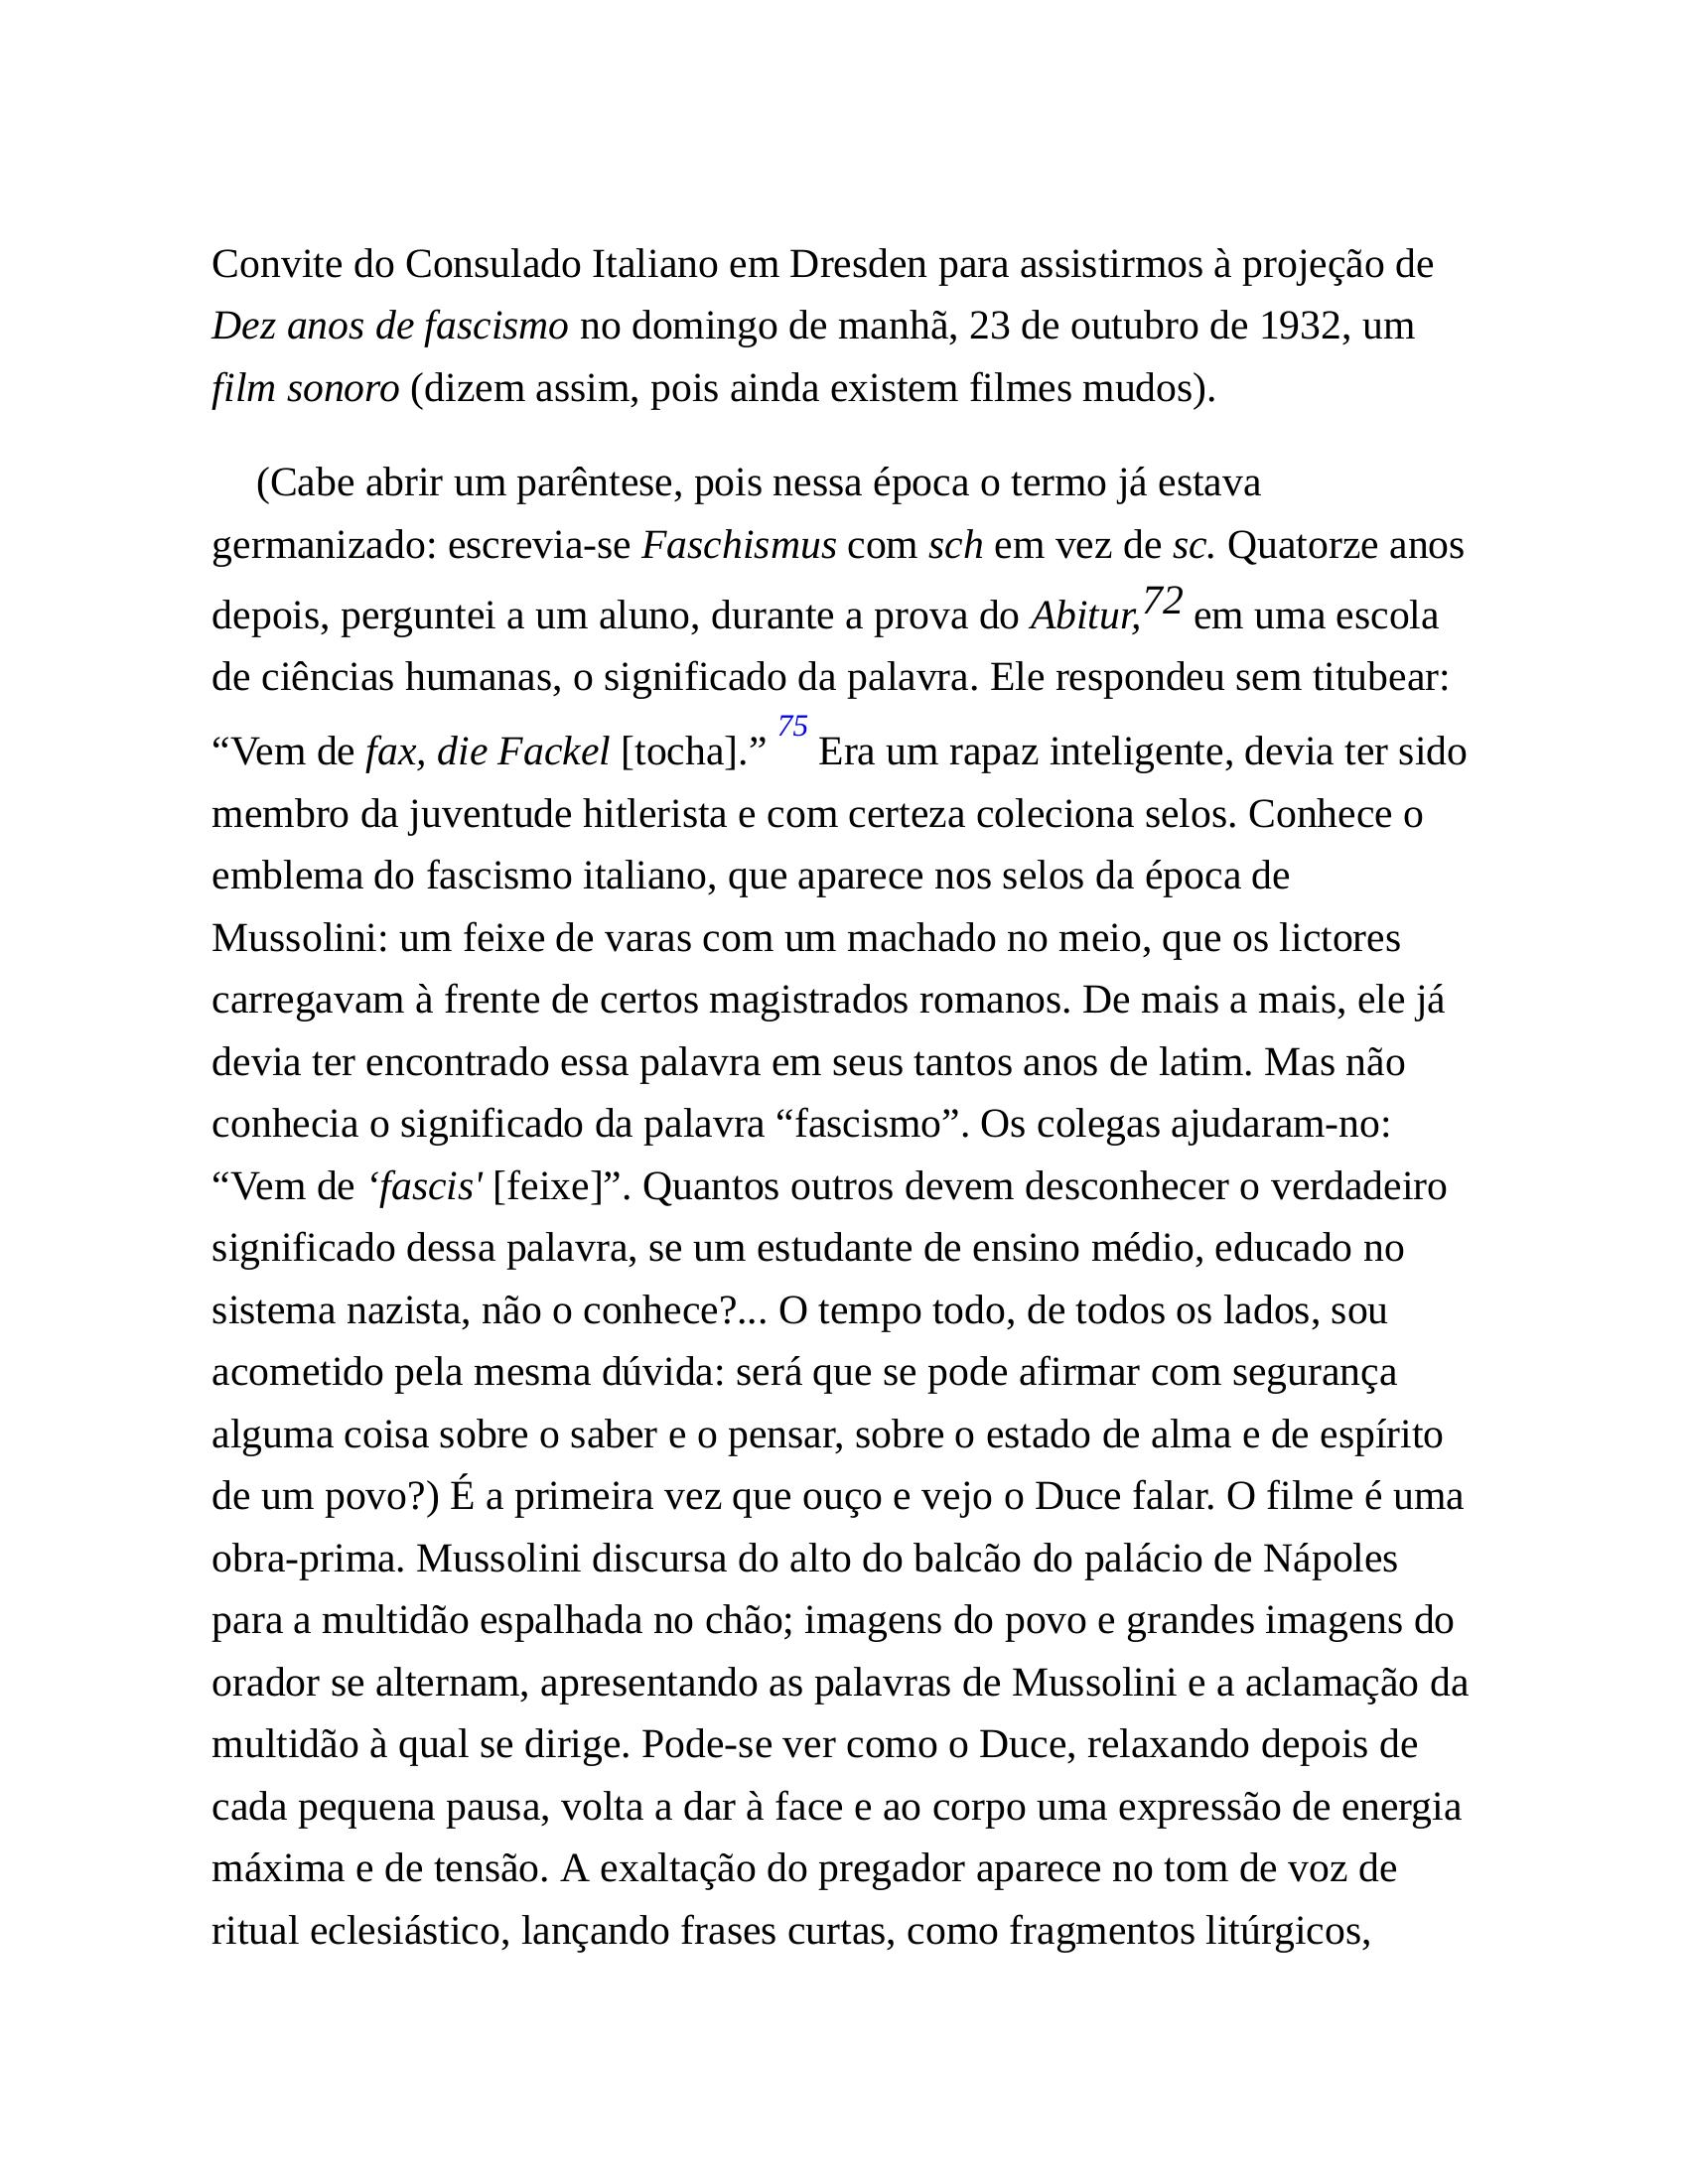 Convite do Consulado Italiano em Dresden para assistirmos à projeção de
Dez anos de fascismo no domingo de manhã, 23 de outubro de 1932, um
film sonoro (dizem assim, pois ainda existem filmes mudos).
(Cabe abrir um parêntese, pois nessa época o termo já estava
germanizado: escrevia-se Faschismus com sch em vez de sc. Quatorze anos
depois, perguntei a um aluno, durante a prova do Abitur,72 em uma escola
de ciências humanas, o significado da palavra. Ele respondeu sem titubear:
“Vem de fax, die Fackel [tocha].” 75 Era um rapaz inteligente, devia ter sido
membro da juventude hitlerista e com certeza coleciona selos. Conhece o
emblema do fascismo italiano, que aparece nos selos da época de
Mussolini: um feixe de varas com um machado no meio, que os lictores
carregavam à frente de certos magistrados romanos. De mais a mais, ele já
devia ter encontrado essa palavra em seus tantos anos de latim. Mas não
conhecia o significado da palavra “fascismo”. Os colegas ajudaram-no:
“Vem de ‘fascis' [feixe]”. Quantos outros devem desconhecer o verdadeiro
significado dessa palavra, se um estudante de ensino médio, educado no
sistema nazista, não o conhece?... O tempo todo, de todos os lados, sou
acometido pela mesma dúvida: será que se pode afirmar com segurança
alguma coisa sobre o saber e o pensar, sobre o estado de alma e de espírito
de um povo?) É a primeira vez que ouço e vejo o Duce falar. O filme é uma
obra-prima. Mussolini discursa do alto do balcão do palácio de Nápoles
para a multidão espalhada no chão; imagens do povo e grandes imagens do
orador se alternam, apresentando as palavras de Mussolini e a aclamação da
multidão à qual se dirige. Pode-se ver como o Duce, relaxando depois de
cada pequena pausa, volta a dar à face e ao corpo uma expressão de energia
máxima e de tensão. A exaltação do pregador aparece no tom de voz de
ritual eclesiástico, lançando frases curtas, como fragmentos litúrgicos,